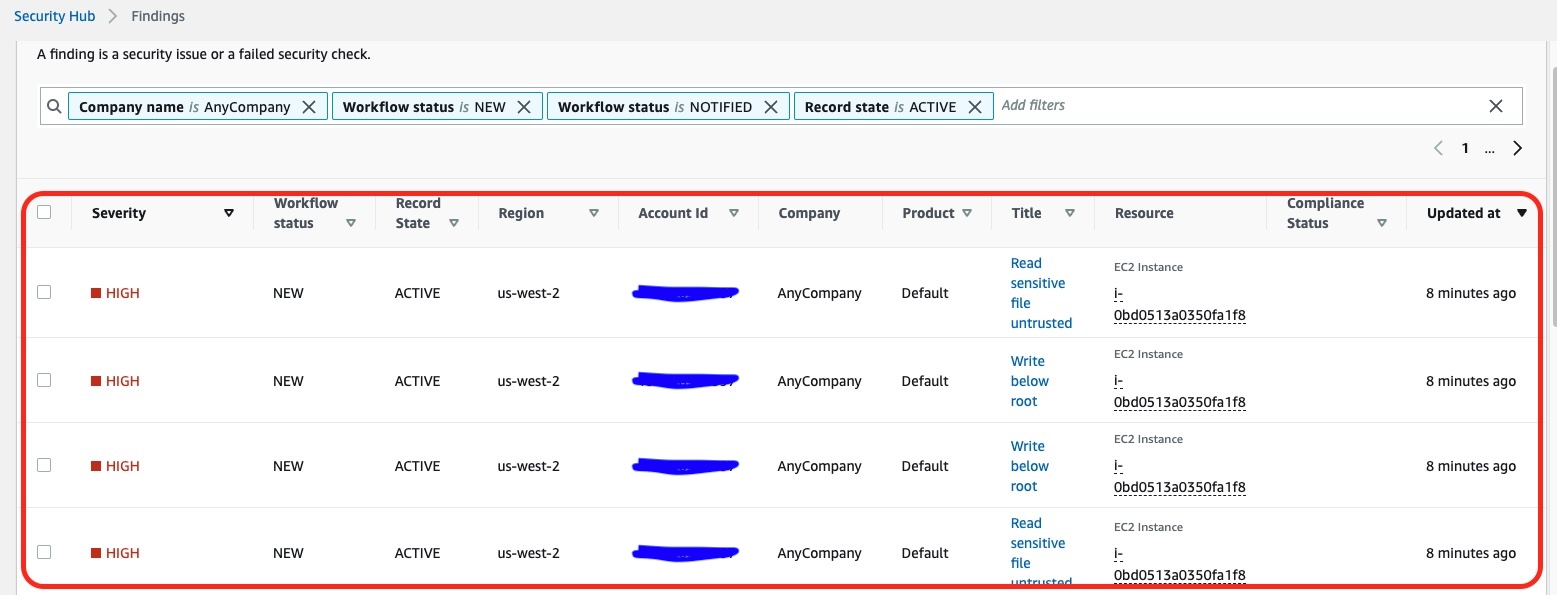 Security Hub > Findings
A finding is a security issue or a failed security check.
Company name is AnyCompany Workflow status is NEW Workflow status is NOTIFIED Record state is ACTIVE Add filters
1 ...
Severity Workflow status Record State Region Account Id Company Product Title Resource Compliance Status Updated at
HIGH NEW ACTIVE us-west-2 AnyCompany Default Read sensitive file untrusted EC2 Instance i-0bd0513a0350fa1f8 8 minutes ago
HIGH NEW ACTIVE us-west-2 AnyCompany Default Write below root EC2 Instance i-0bd0513a0350fa1f8 8 minutes ago
HIGH NEW ACTIVE us-west-2 AnyCompany Default Write below root EC2 Instance i-0bd0513a0350fa1f8 8 minutes ago
HIGH NEW ACTIVE us-west-2 AnyCompany Default Read sensitive file untrusted EC2 Instance i-0bd0513a0350fa1f8 8 minutes ago